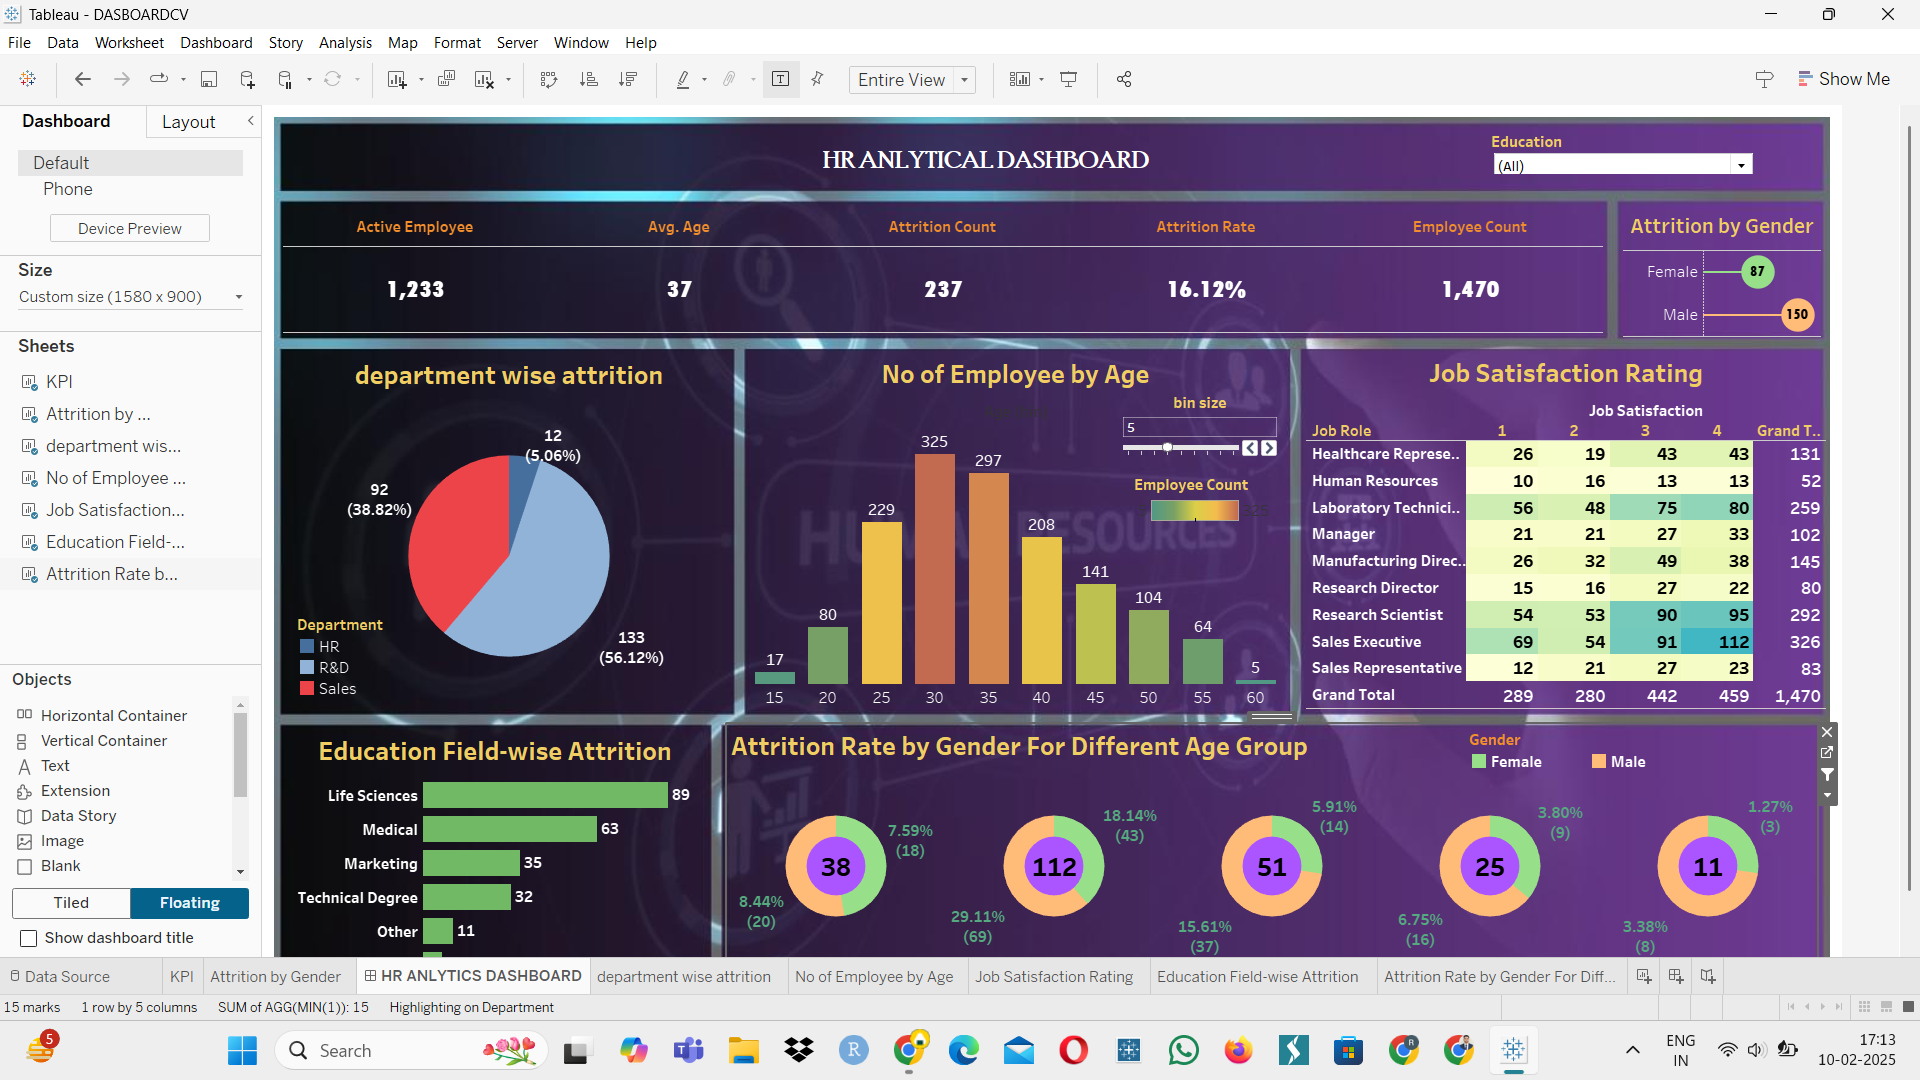 Tableau - DASBOARDCV
File Data Worksheet Dashboard Story Analysis Map Format Server Window Help
Entire View
Show Me
Dashboard Layout
Default
Phone
Device Preview
Size
Custom size (1580 x 900)
Sheets
KPI
Attrition by ...
department wis...
No of Employee ...
Job Satisfaction...
Education Field-...
Attrition Rate b...
Objects
Horizontal Container
Vertical Container
Text
Extension
Data Story
Image
Blank
Tiled Floating
Show dashboard title
HR ANLYTICAL DASHBOARD
Education
(All)
Active Employee Avg. Age Attrition Count Attrition Rate Employee Count
1,233 37 237 16.12% 1,470
Attrition by Gender
Female 87
Male 150
department wise attrition
12
(5.06%)
92
(38.82%)
133
(56.12%)
Department
HR
R&D
Sales
No of Employee by Age
bin size
5
Employee Count
HUMAN RESOURCES
17 80 229 325 297 208 141 104 64 5
15 20 25 30 35 40 45 50 55 60
Job Satisfaction Rating
Job Satisfaction
Job Role 1 2 3 4 Grand T..
Healthcare Represe.. 26 19 43 43 131
Human Resources 10 16 13 13 52
Laboratory Technici.. 56 48 75 80 259
Manager 21 21 27 33 102
Manufacturing Direc.. 26 32 49 38 145
Research Director 15 16 27 22 80
Research Scientist 54 53 90 95 292
Sales Executive 69 54 91 112 326
Sales Representative 12 21 27 23 83
Grand Total 289 280 442 459 1,470
Education Field-wise Attrition
Life Sciences 89
Medical 63
Marketing 35
Technical Degree 32
Other 11
Attrition Rate by Gender For Different Age Group
Gender
Female Male
38
7.59%
(18)
8.44%
(20)
112
18.14%
(43)
29.11%
(69)
51
5.91%
(14)
15.61%
(37)
25
3.80%
(9)
6.75%
(16)
11
1.27%
(3)
3.38%
(8)
Data Source KPI Attrition by Gender HR ANLYTICS DASHBOARD department wise attrition No of Employee by Age Job Satisfaction Rating Education Field-wise Attrition Attrition Rate by Gender For Diff...
15 marks 1 row by 5 columns SUM of AGG(MIN(1)): 15 Highlighting on Department
5
Search
ENG
IN
17:13
10-02-2025